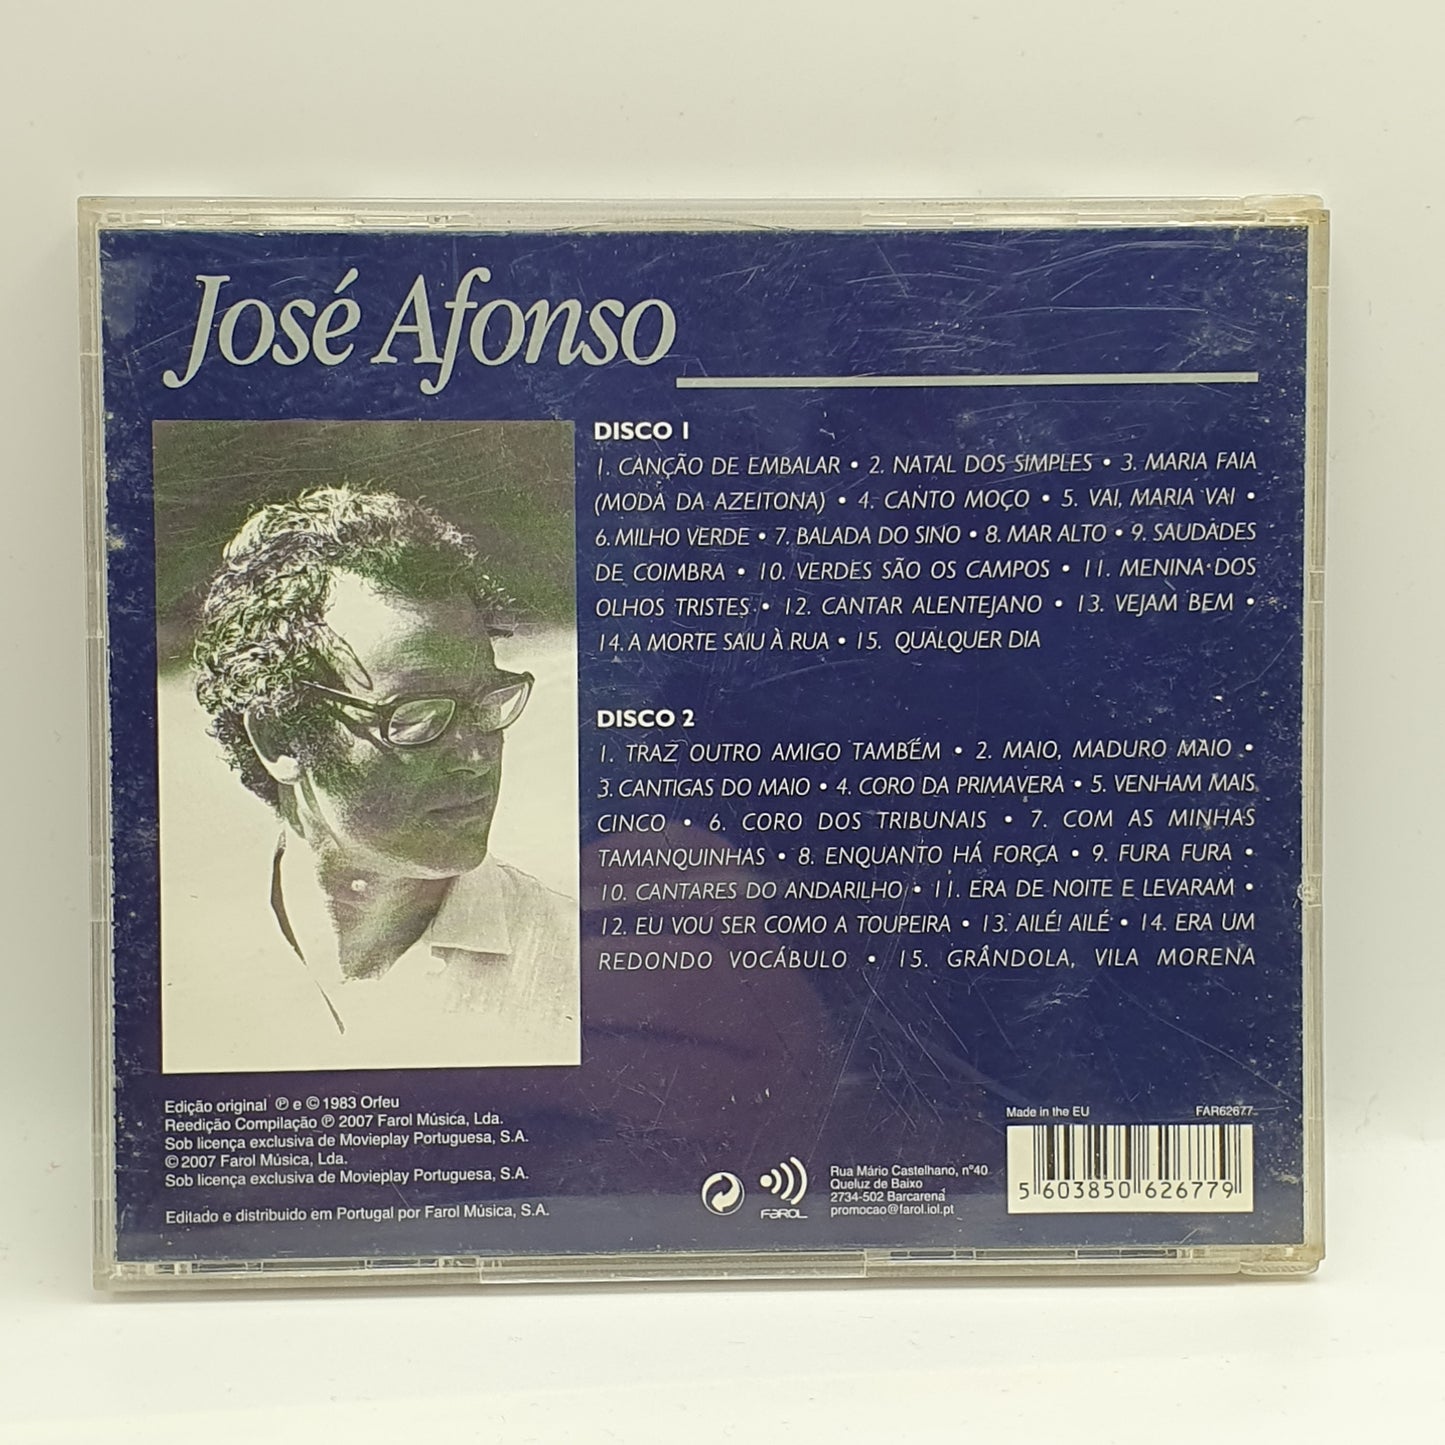 José Afonso
DISCO 1
1. CANÇÃO DE EMBALAR • 2. NATAL DOS SIMPLES • 3. MARIA FAIA
(MODA DA AZEITONA) • 4. CANTO MOÇO • 5. VAI, MARIA VAI •
6. MILHO VERDE • 7. BALADA DO SINO • 8. MAR ALTO • 9. SAUDADES
DE COIMBRA • 10. VERDES SÃO OS CAMPOS • 11. MENINA DOS
OLHOS TRISTES • 12. CANTAR ALENTEJANO • 13. VEJAM BEM •
14. A MORTE SAIU À RUA • 15. QUALQUER DIA
DISCO 2
1. TRAZ OUTRO AMIGO TAMBÉM • 2. MAIO, MADURO MAIO •
3. CANTIGAS DO MAIO • 4. CORO DA PRIMAVERA • 5. VENHAM MAIS
CINCO • 6. CORO DOS TRIBUNAIS • 7. COM AS MINHAS
TAMANQUINHAS • 8. ENQUANTO HÁ FORÇA • 9. FURA FURA •
10. CANTARES DO ANDARILHO • 11. ERA DE NOITE E LEVARAM •
12. EU VOU SER COMO A TOUPEIRA • 13. AILÉ! AILÉ • 14. ERA UM
REDONDO VOCÁBULO • 15. GRÂNDOLA, VILA MORENA
Edição original ℗ e © 1983 Orfeu
Reedição Compilação ℗ 2007 Farol Música, Lda.
Sob licença exclusiva de Movieplay Portuguesa, S.A.
© 2007 Farol Música, Lda.
Sob licença exclusiva de Movieplay Portuguesa, S.A.
Editado e distribuido em Portugal por Farol Música, S.A.
FAROL
Rua Mário Castelhano, nº40
Queluz de Baixo
2734-502 Barcarena
promocao@farol.iol.pt
Made in the EU FAR62677
5 603850 626779